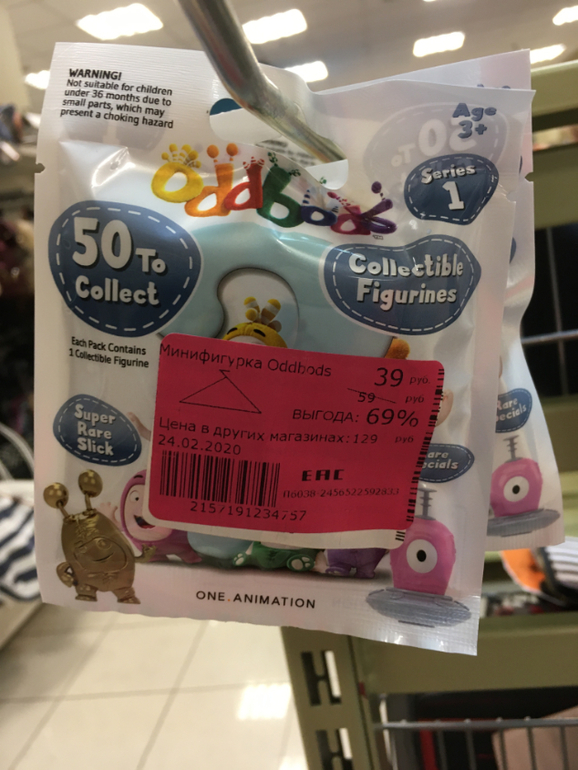 WARNING!
Not suitable for children
under 36 months due to
small parts, which may
present a choking hazard
Age
3+
Oddbods
Series
1
50 To
Collect
Collectible
Figurines
Each Pack Contains
1 Collectible Figurine
Минифигурка Oddbods
39 руб.
59 руб
ВЫГОДА: 69%
Цена в других магазинах: 129 руб
24.02.2020
EAC
2157191234757
Super
Rare
Slick
ONE.ANIMATION